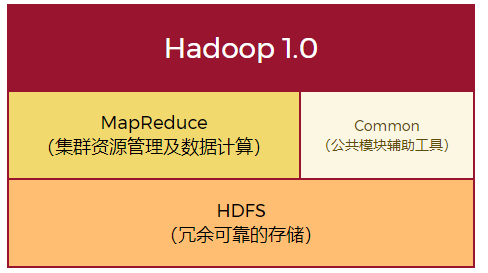 Hadoop 1.0
MapReduce
（集群资源管理及数据计算）
Common
（公共模块辅助工具）
HDFS
（冗余可靠的存储）